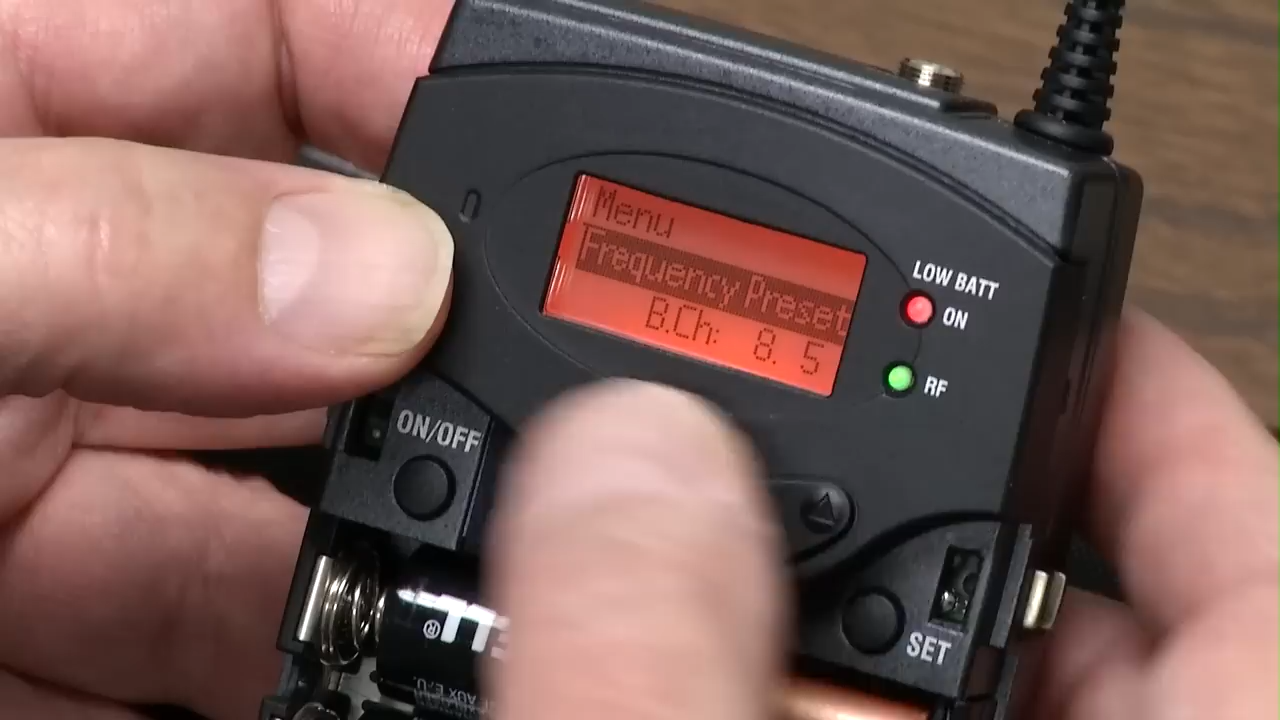 Menu
Frequency Preset
B.Ch: 8. 5
LOW BATT
ON
RF
ON/OFF
SET